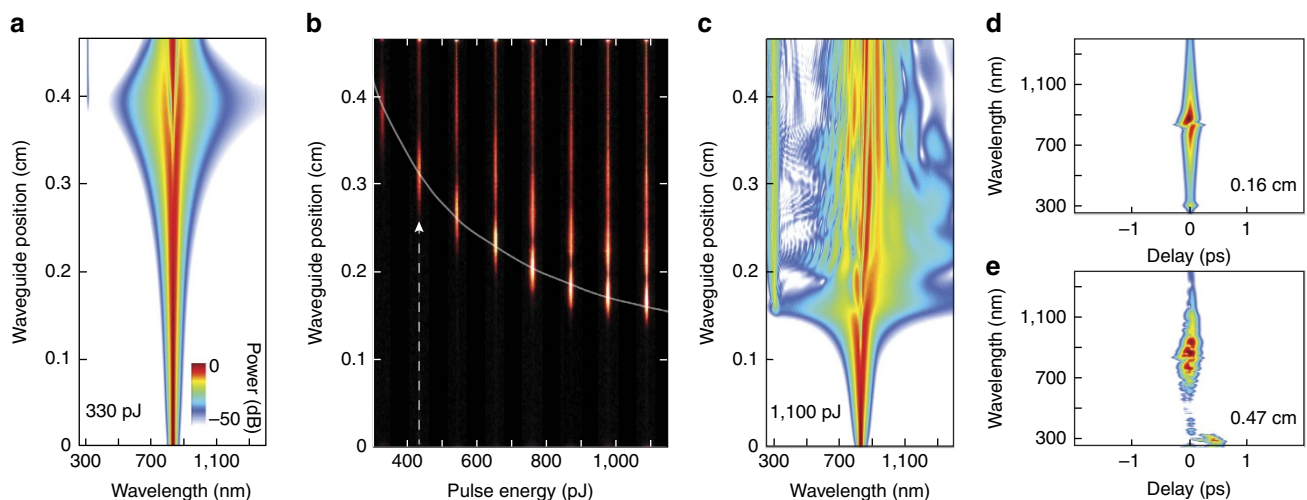 a
0.4
0.3
0.2
0.1
0
Waveguide position (cm)
330 pJ
0
−50
Power (dB)
300 700 1,100
Wavelength (nm)
b
0.4
0.3
0.2
0.1
0
Waveguide position (cm)
400 600 800 1,000
Pulse energy (pJ)
c
0.4
0.3
0.2
0.1
0
Waveguide position (cm)
1,100 pJ
300 700 1,100
Wavelength (nm)
d
1,100
700
300
Wavelength (nm)
0.16 cm
−1 0 1
Delay (ps)
e
1,100
700
300
Wavelength (nm)
0.47 cm
−1 0 1
Delay (ps)